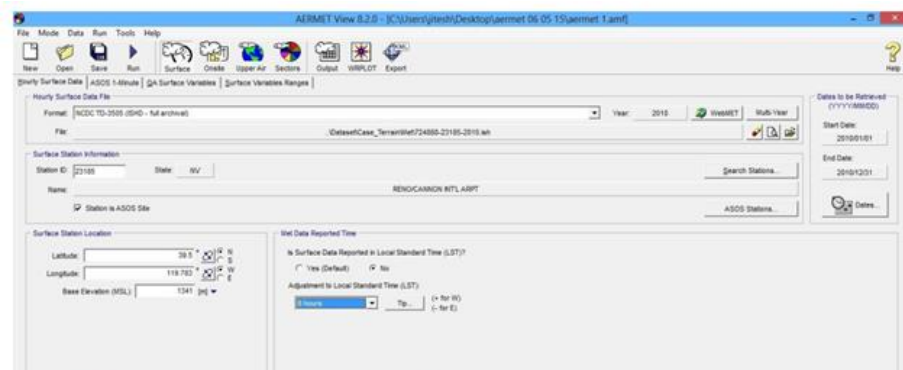 AERMET View 8.2.0 - [C:\Users\jitesh\Desktop\aermet 06 05 15\aermet 1.amf]
File Mode Data Run Tools Help
New Open Save Run Surface Onsite Upper Air Sectors Output WRPLOT Export Help
Hourly Surface Data ASOS 1-Minute QA Surface Variables Surface Variables Ranges
Hourly Surface Data File
Format: NCDC TD-3505 (ISHD - full archival) Year: 2010 WebMET Multi-Year
File: .\Dataset\Case_Terrain\Met\724880-23185-2010.ish
Dates to be Retrieved
(YYYY/MM/DD)
Start Date:
2010/01/01
End Date:
2010/12/31
Dates...
Surface Station Information
Station ID: 23185 State: NV Search Stations...
Name: RENO/CANNON INT'L ARPT
Station is ASOS Site ASOS Stations...
Surface Station Location
Latitude: 39.5 ° N S
Longitude: 119.783 ° W E
Base Elevation (MSL): 1341 [m]
Met Data Reported Time
Is Surface Data Reported in Local Standard Time (LST)?
Yes (Default) No
Adjustment to Local Standard Time (LST)
8 hours Tip... (+ for W)
(- for E)